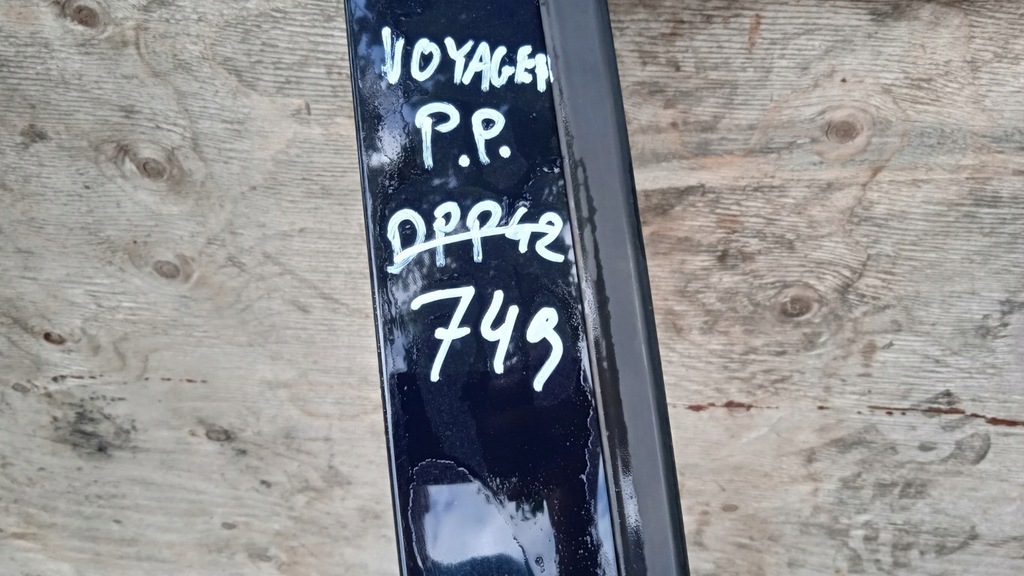 VOYAGER
P.P.
DPP42
749